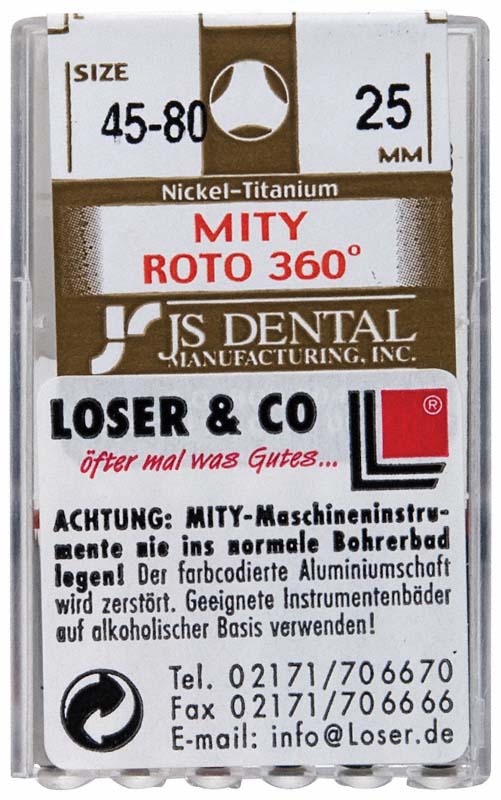 SIZE
45-80
25
MM
Nickel-Titanium
MITY
ROTO 360°
JS DENTAL
MANUFACTURING, INC.
LOSER & CO
®
öfter mal was Gutes...
ACHTUNG: MITY-Maschineninstru-
mente nie ins normale Bohrerbad
legen! Der farbcodierte Aluminiumschaft
wird zerstört. Geeignete Instrumentenbäder
auf alkoholischer Basis verwenden!
Tel. 02171/706670
Fax 02171/706666
E-mail: info@Loser.de